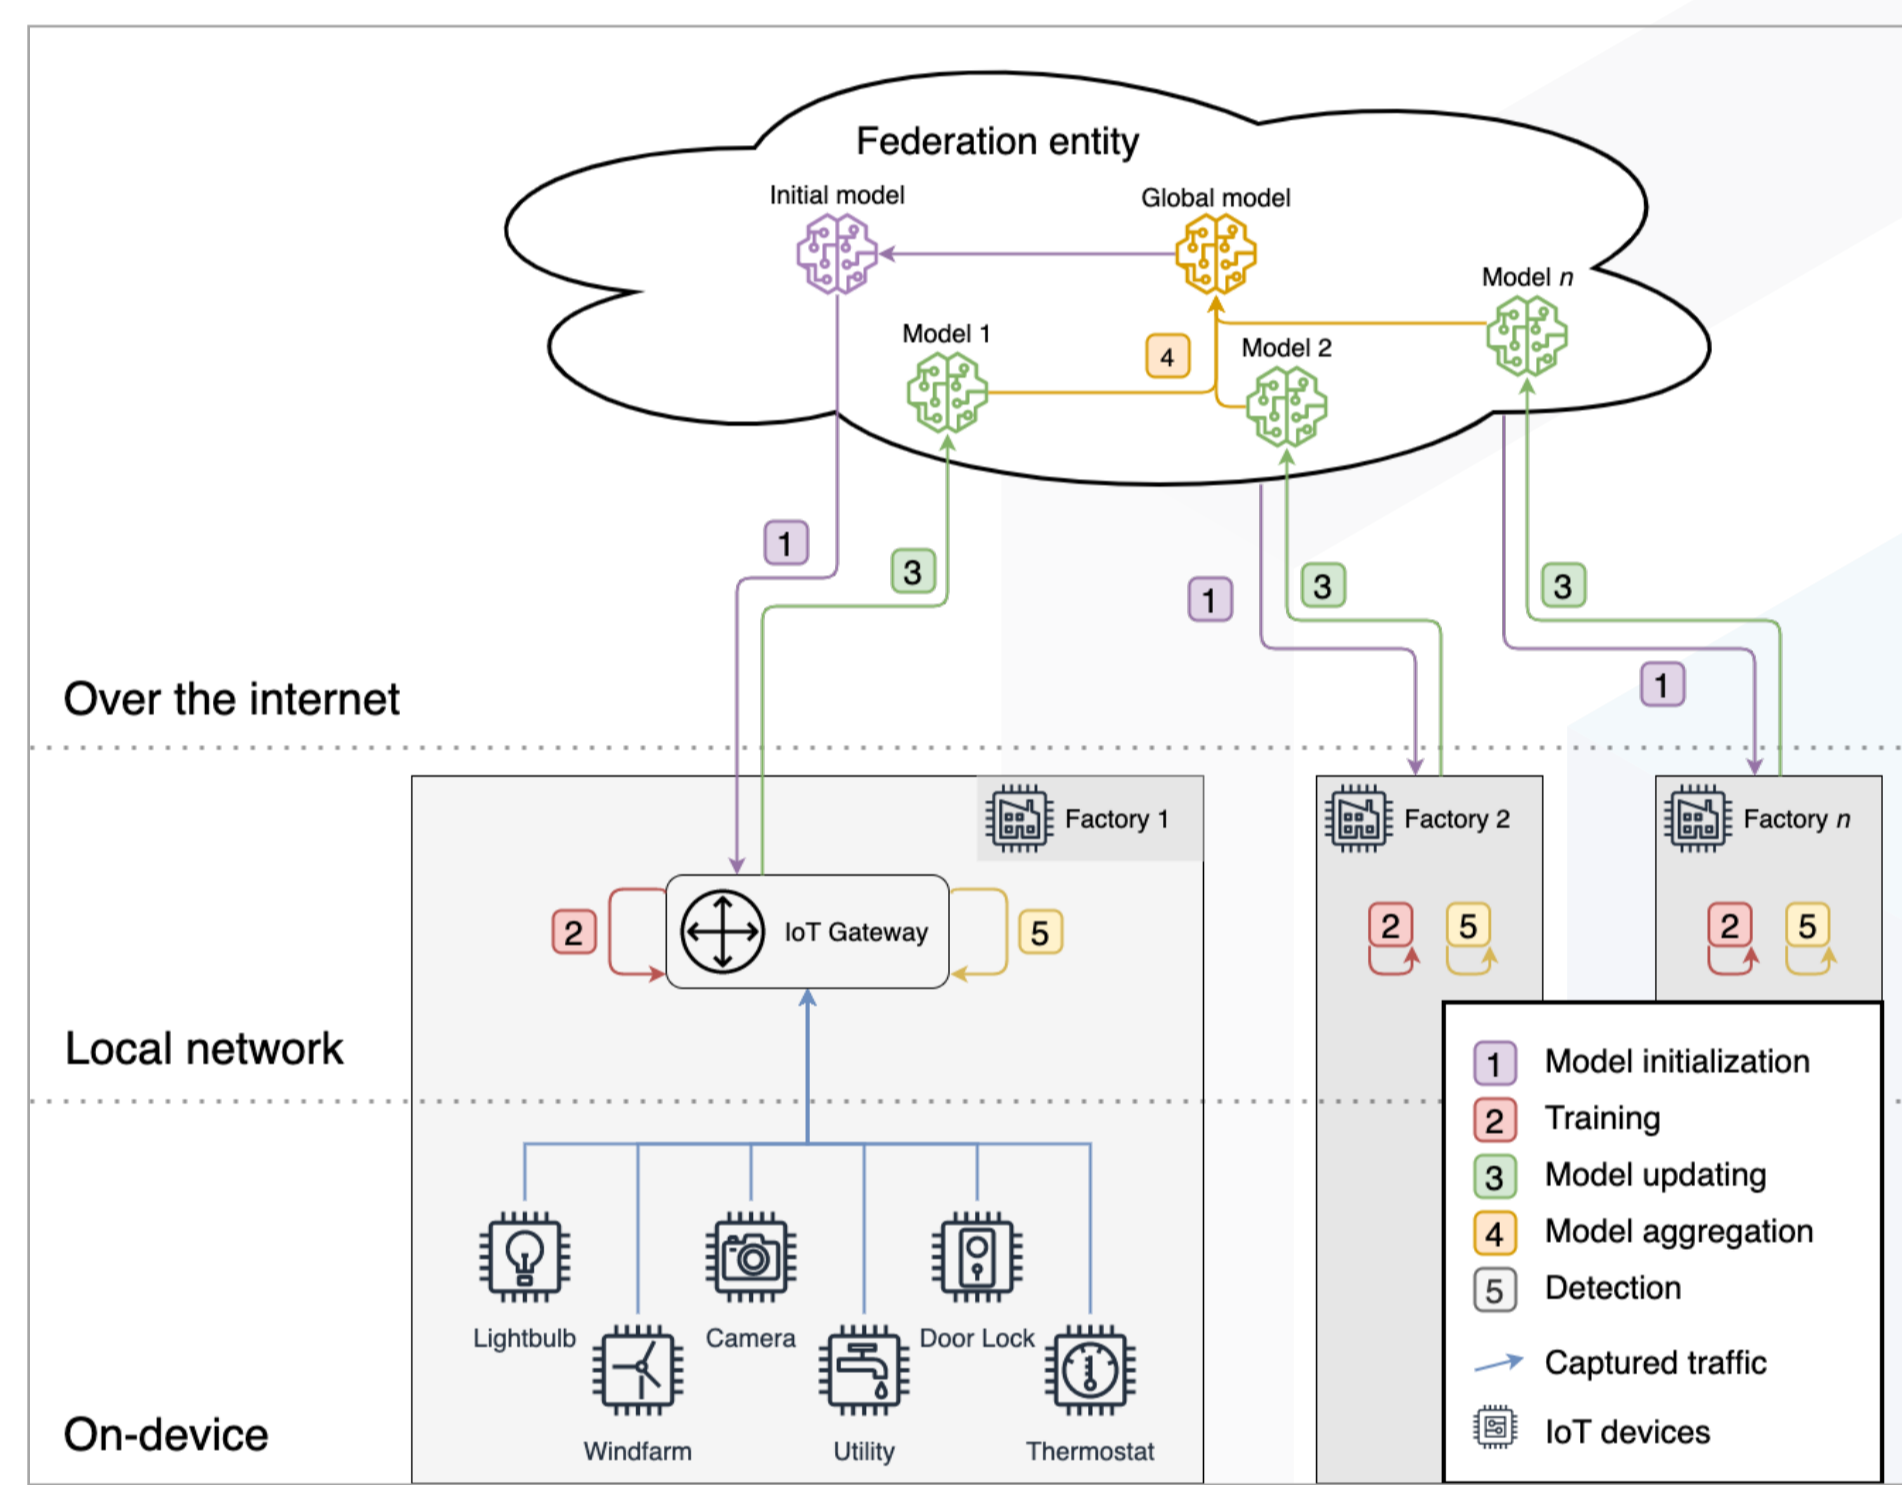 Federation entity
Initial model
Global model
Model n
Model 1
4
Model 2
1
3
1
3
3
1
Over the internet
Factory 1
Factory 2
Factory n
2
IoT Gateway
5
2
5
2
5
Local network
1 Model initialization
2 Training
3 Model updating
4 Model aggregation
5 Detection
Captured traffic
IoT devices
Lightbulb
Camera
Door Lock
Windfarm
Utility
Thermostat
On-device